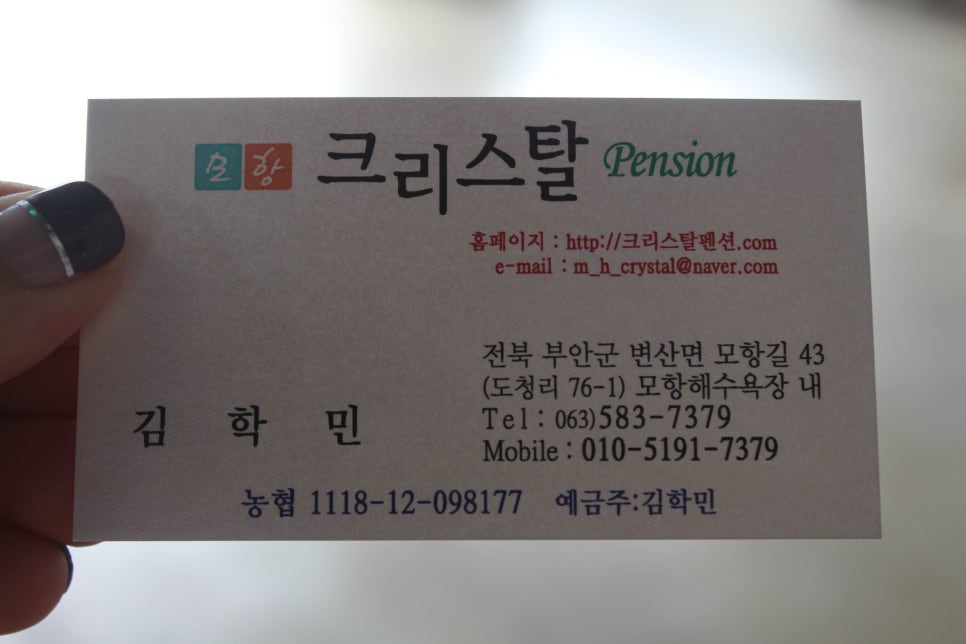 모항 크리스탈 Pension
홈페이지 : http://크리스탈펜션.com
e-mail : m_h_crystal@naver.com
전북 부안군 변산면 모항길 43
(도청리 76-1) 모항해수욕장 내
Tel : 063)583-7379
Mobile : 010-5191-7379
김 학 민
농협 1118-12-098177 예금주:김학민